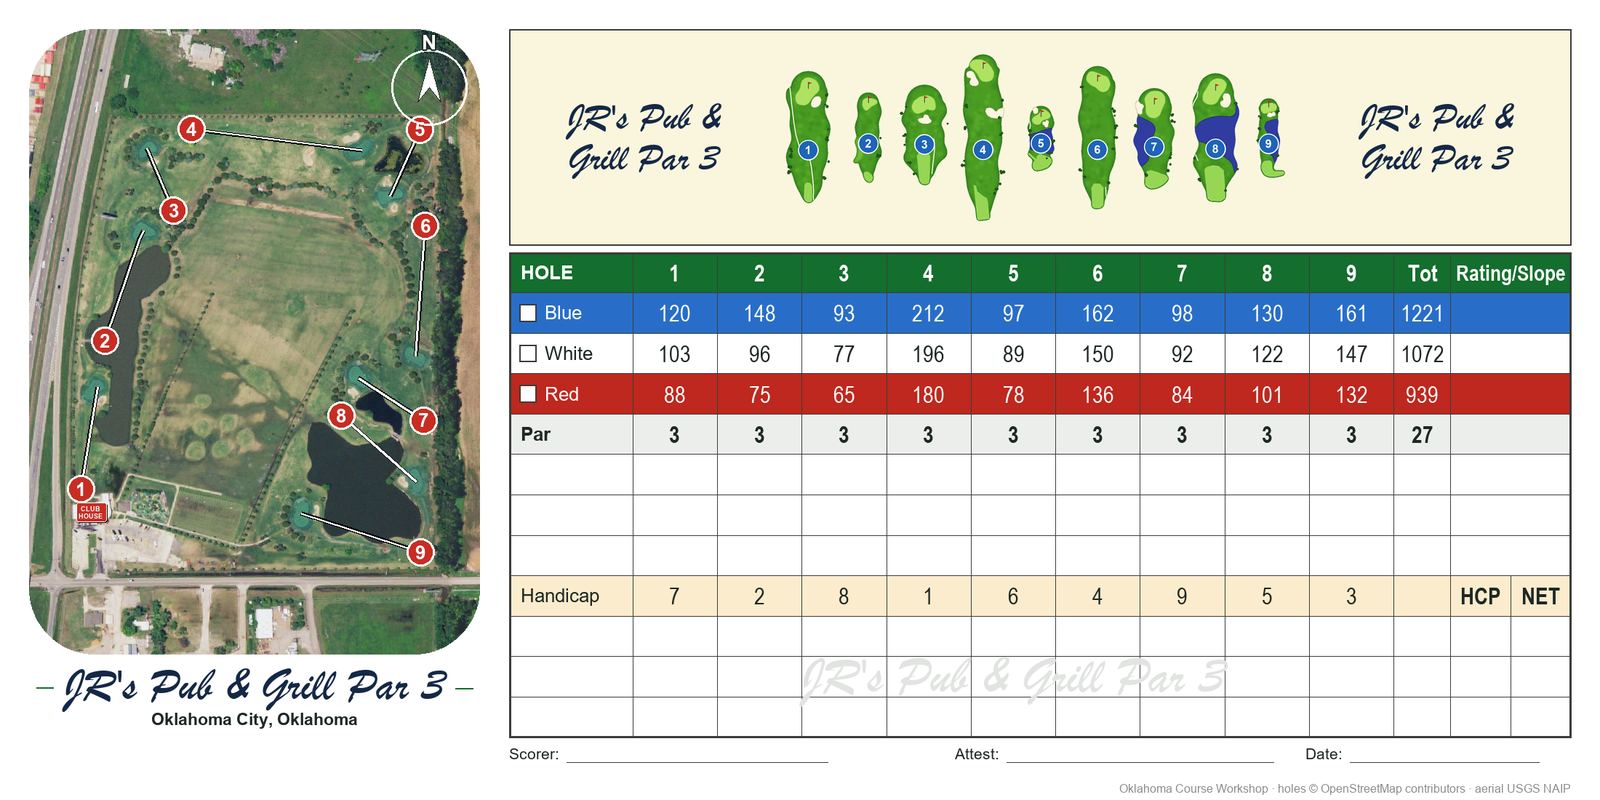 N
4
5
3
6
2
8
7
1
CLUB
HOUSE
9
JR's Pub & Grill Par 3
Oklahoma City, Oklahoma
JR's Pub &
Grill Par 3
1 2 3 4 5 6 7 8 9
JR's Pub &
Grill Par 3
HOLE 1 2 3 4 5 6 7 8 9 Tot Rating/Slope
Blue 120 148 93 212 97 162 98 130 161 1221
White 103 96 77 196 89 150 92 122 147 1072
Red 88 75 65 180 78 136 84 101 132 939
Par 3 3 3 3 3 3 3 3 3 27
Handicap 7 2 8 1 6 4 9 5 3 HCP NET
JR's Pub & Grill Par 3
Scorer: Attest: Date:
Oklahoma Course Workshop · holes © OpenStreetMap contributors · aerial USGS NAIP